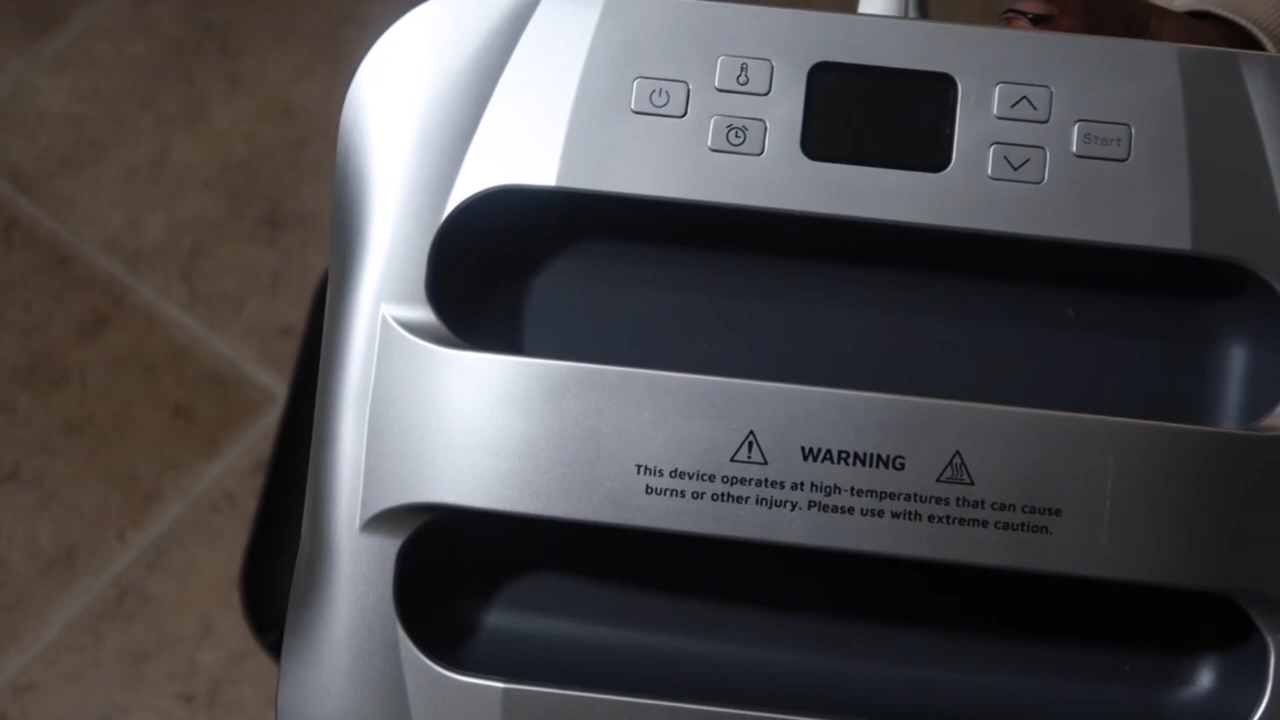 Start
WARNING
This device operates at high-temperatures that can cause
burns or other injury. Please use with extreme caution.